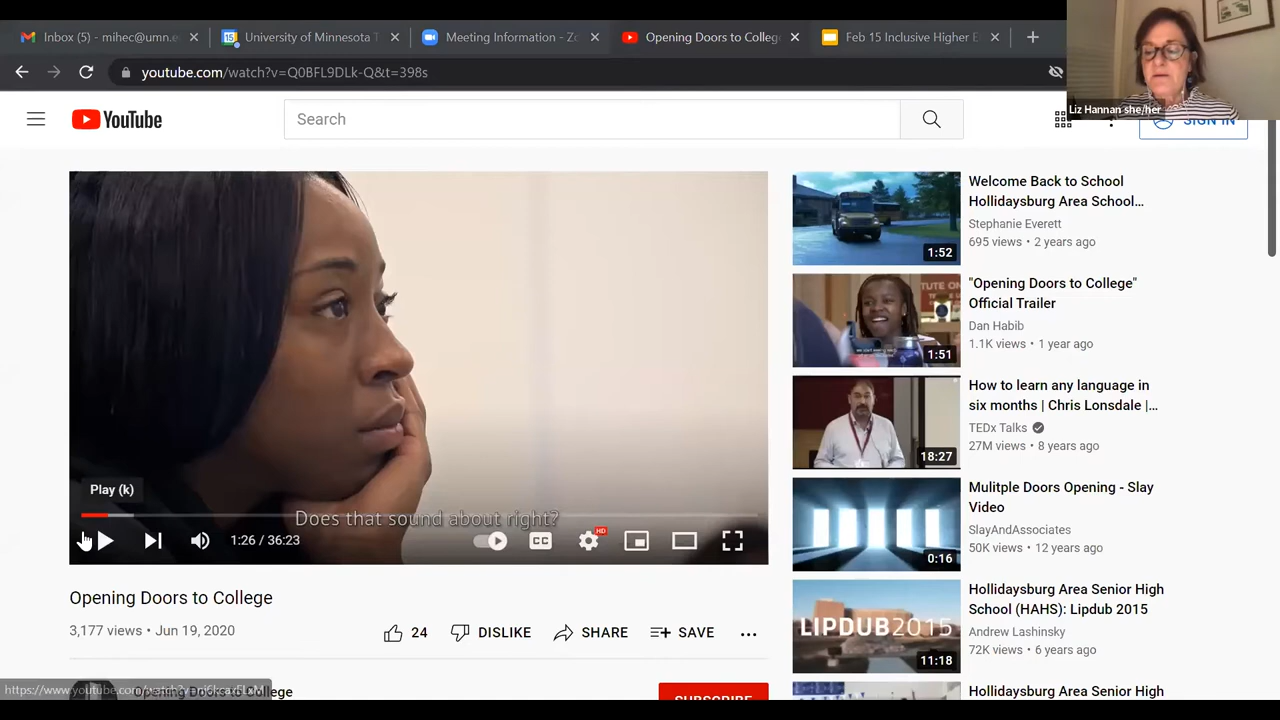 Inbox (5) - mihec@umn.e
University of Minnesota T
Meeting Information - Zo
Opening Doors to Colleg
Feb 15 Inclusive Higher E
youtube.com/watch?v=Q0BFL9DLk-Q&t=398s
Liz Hannan she/her
YouTube
Search
SIGN IN
Play (k)
Does that sound about right?
1:26 / 36:23
CC
HD
Opening Doors to College
3,177 views • Jun 19, 2020
24
DISLIKE
SHARE
SAVE
Opening Doors to College
SUBSCRIBE
Welcome Back to School
Hollidaysburg Area School...
Stephanie Everett
695 views • 2 years ago
1:52
"Opening Doors to College"
Official Trailer
Dan Habib
1.1K views • 1 year ago
1:51
How to learn any language in
six months | Chris Lonsdale |...
TEDx Talks
27M views • 8 years ago
18:27
Mulitple Doors Opening - Slay
Video
SlayAndAssociates
50K views • 12 years ago
0:16
Hollidaysburg Area Senior High
School (HAHS): Lipdub 2015
Andrew Lashinsky
72K views • 6 years ago
LIPDUB2015
11:18
Hollidaysburg Area Senior High